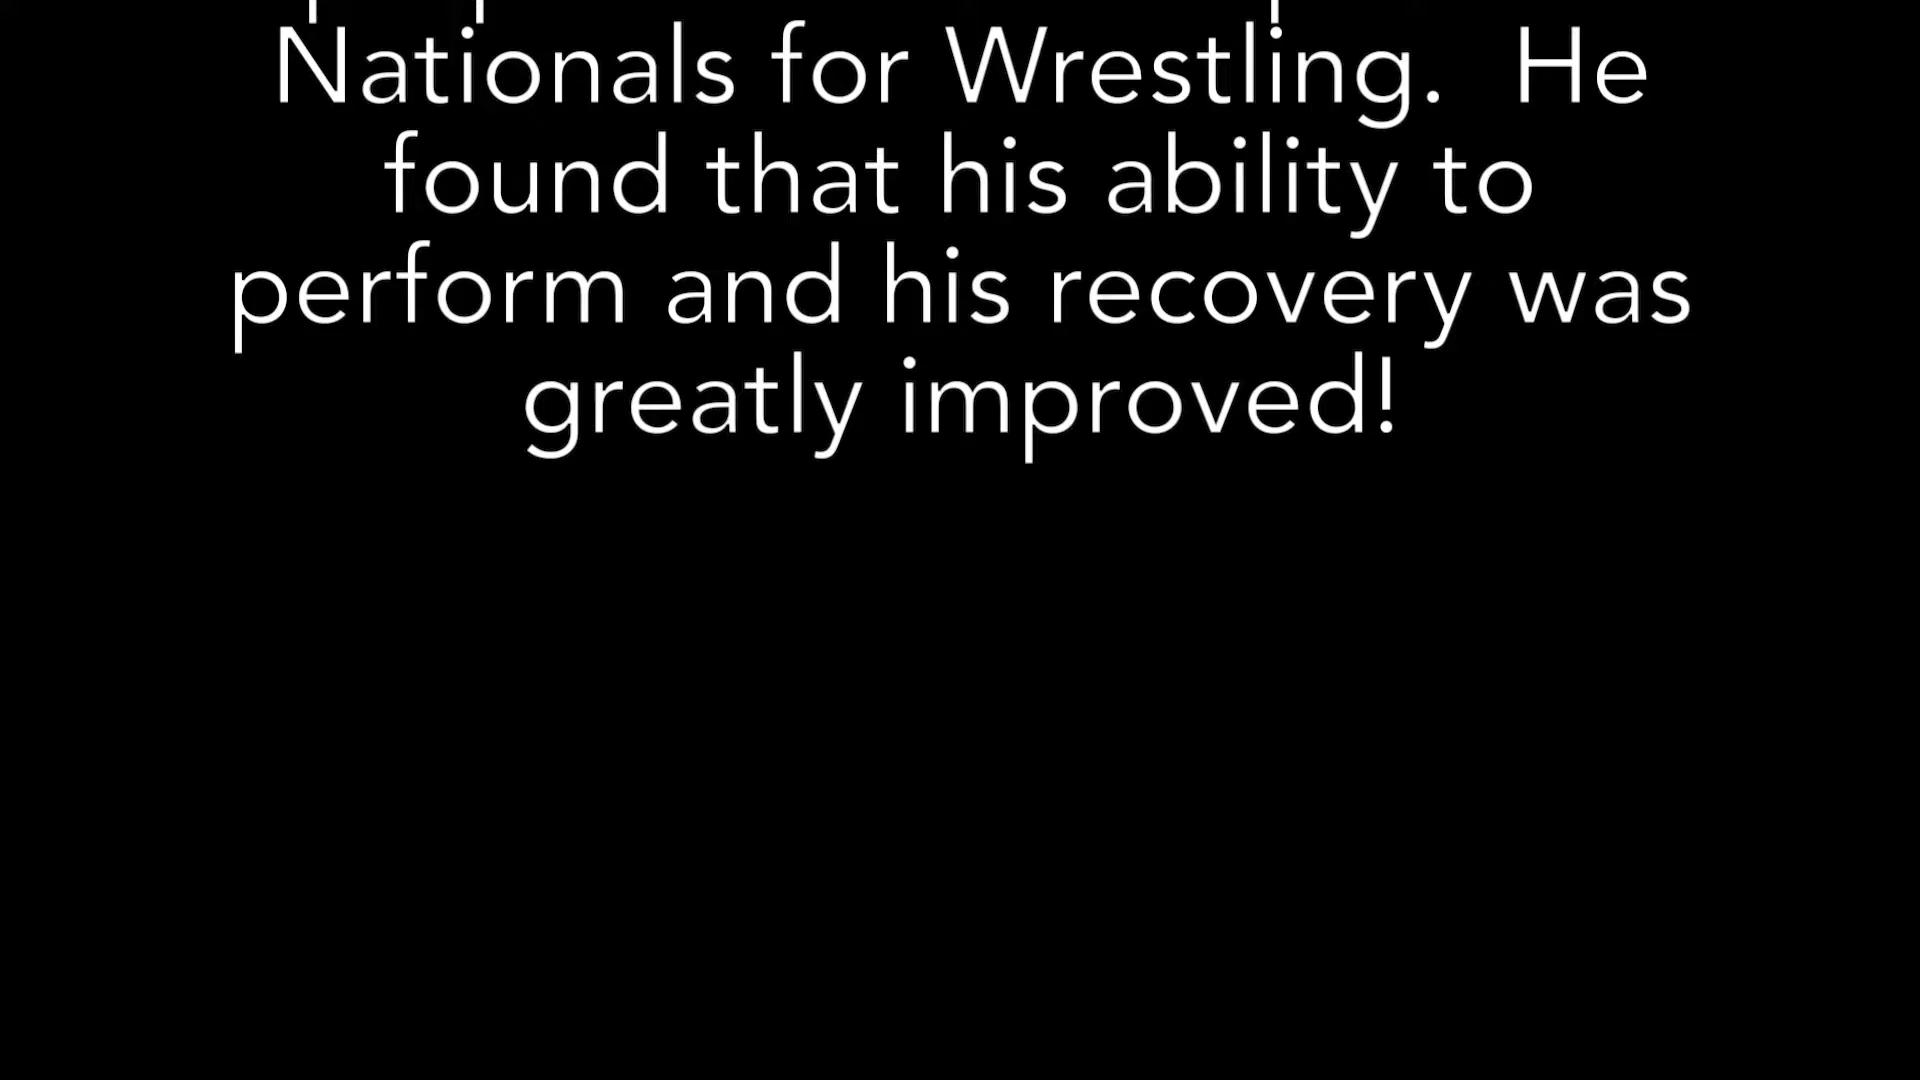 Nationals for Wrestling.  He
found that his ability to
perform and his recovery was
greatly improved!